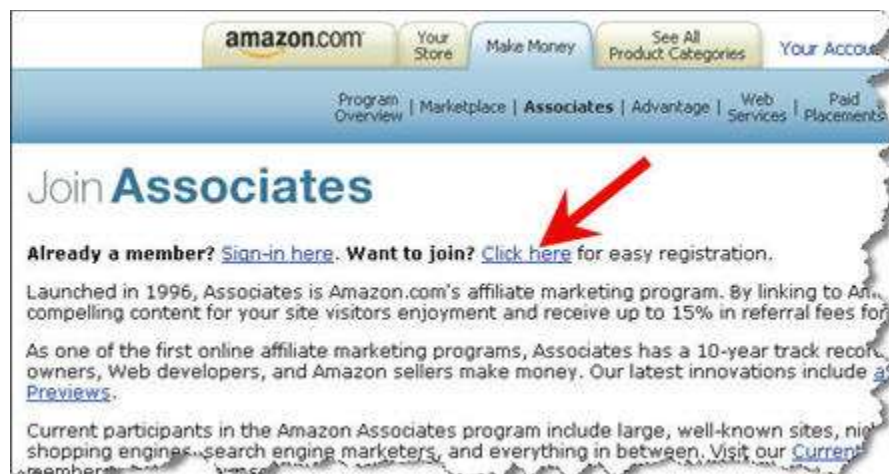 amazon.com
Your Store
Make Money
See All Product Categories
Your Accou
Program Overview | Marketplace | Associates | Advantage | Web Services | Paid Placements
Join Associates
Already a member? Sign-in here. Want to join? Click here for easy registration.
Launched in 1996, Associates is Amazon.com's affiliate marketing program. By linking to
compelling content for your site visitors enjoyment and receive up to 15% in referral fees for
As one of the first online affiliate marketing programs, Associates has a 10-year track
owners, Web developers, and Amazon sellers make money. Our latest innovations include
Previews.
Current participants in the Amazon Associates program include large, well-known sites,
shopping engines, search engine marketers, and everything in between. Visit our Current